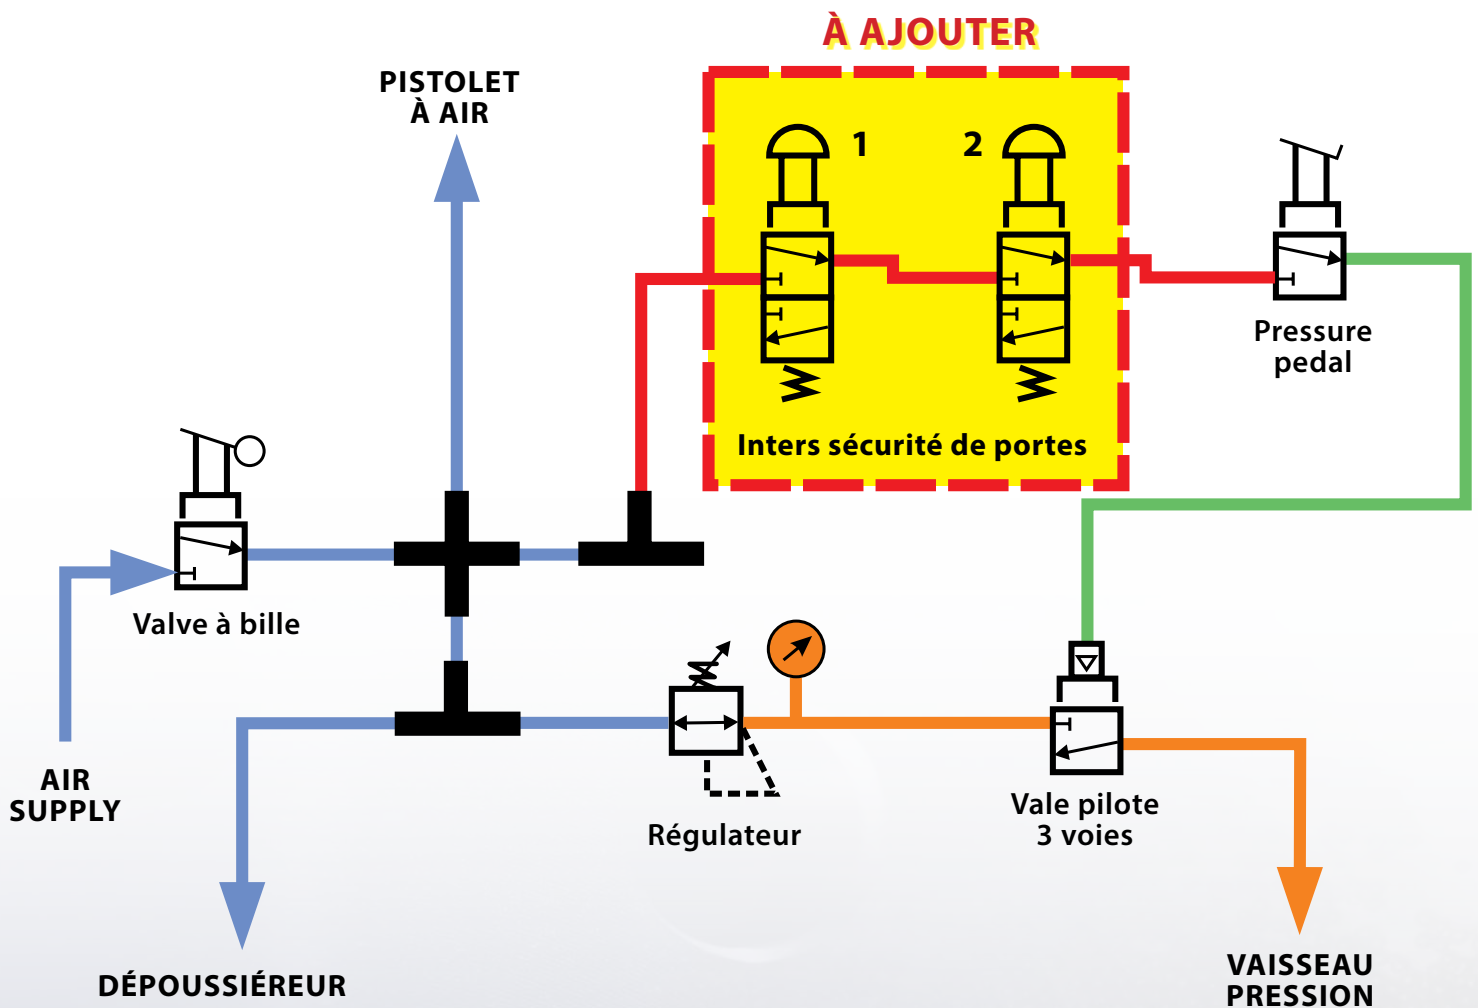 À AJOUTER
PISTOLET
À AIR
1
2
Pressure
pedal
Inters sécurité de portes
Valve à bille
AIR
SUPPLY
Régulateur
Vale pilote
3 voies
DÉPOUSSIÉREUR
VAISSEAU
PRESSION